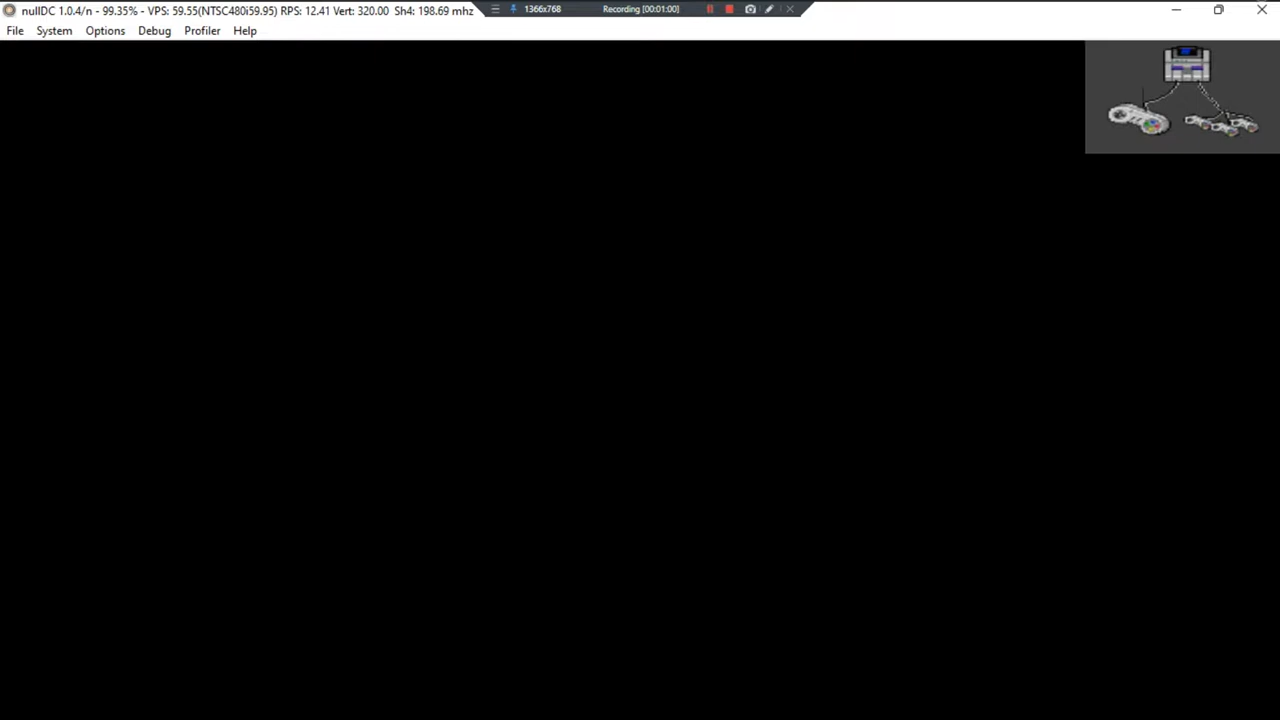 nullDC 1.0.4/n - 99.35% - VPS: 59.55(NTSC480i59.95) RPS: 12.41 Vert: 320.00 Sh4: 198.69 mhz
1366x768
Recording [00:01:00]
File System Options Debug Profiler Help